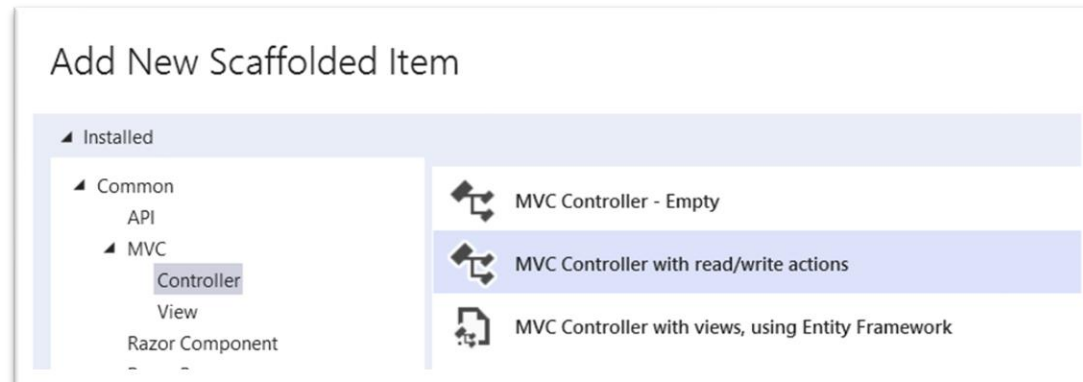 Add New Scaffolded Item
Installed
Common
API
MVC
Controller
View
Razor Component
MVC Controller - Empty
MVC Controller with read/write actions
MVC Controller with views, using Entity Framework